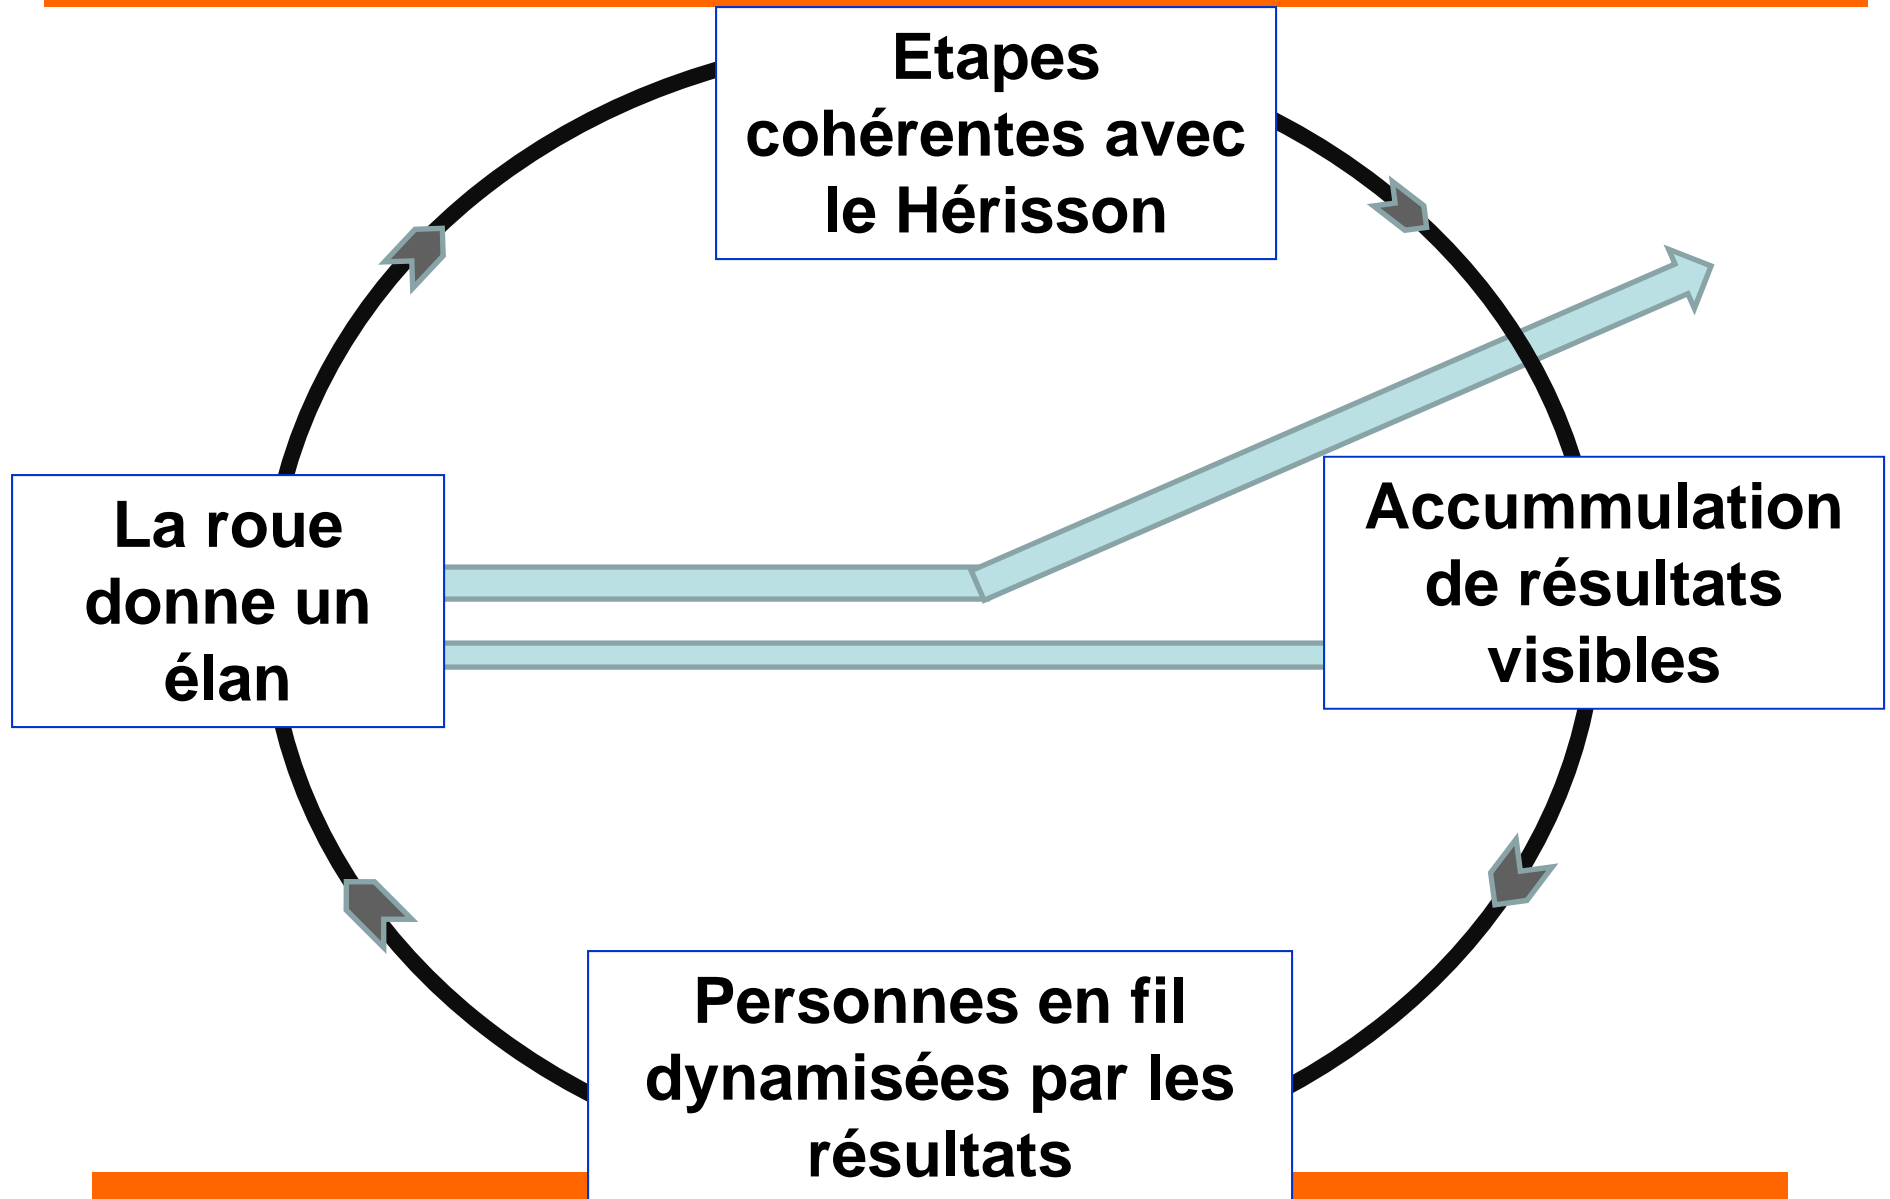 Etapes
cohérentes avec
le Hérisson
La roue
donne un
élan
Accummulation
de résultats
visibles
Personnes en fil
dynamisées par les
résultats